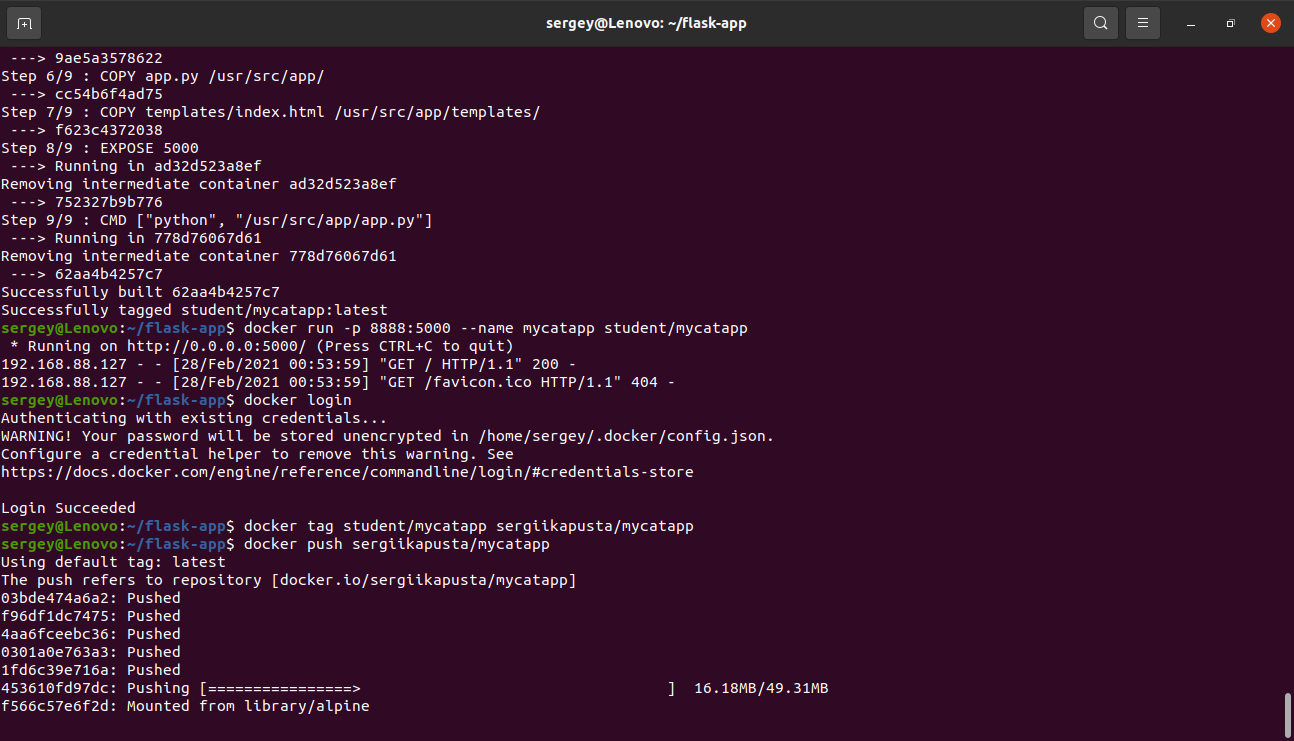 sergey@Lenovo: ~/flask-app
---> 9ae5a3578622
Step 6/9 : COPY app.py /usr/src/app/
---> cc54b6f4ad75
Step 7/9 : COPY templates/index.html /usr/src/app/templates/
---> f623c4372038
Step 8/9 : EXPOSE 5000
---> Running in ad32d523a8ef
Removing intermediate container ad32d523a8ef
---> 752327b9b776
Step 9/9 : CMD ["python", "/usr/src/app/app.py"]
---> Running in 778d76067d61
Removing intermediate container 778d76067d61
---> 62aa4b4257c7
Successfully built 62aa4b4257c7
Successfully tagged student/mycatapp:latest
sergey@Lenovo:~/flask-app$ docker run -p 8888:5000 --name mycatapp student/mycatapp
* Running on http://0.0.0.0:5000/ (Press CTRL+C to quit)
192.168.88.127 - - [28/Feb/2021 00:53:59] "GET / HTTP/1.1" 200 -
192.168.88.127 - - [28/Feb/2021 00:53:59] "GET /favicon.ico HTTP/1.1" 404 -
sergey@Lenovo:~/flask-app$ docker login
Authenticating with existing credentials...
WARNING! Your password will be stored unencrypted in /home/sergey/.docker/config.json.
Configure a credential helper to remove this warning. See
https://docs.docker.com/engine/reference/commandline/login/#credentials-store
Login Succeeded
sergey@Lenovo:~/flask-app$ docker tag student/mycatapp sergiikapusta/mycatapp
sergey@Lenovo:~/flask-app$ docker push sergiikapusta/mycatapp
Using default tag: latest
The push refers to repository [docker.io/sergiikapusta/mycatapp]
03bde474a6a2: Pushed
f96df1dc7475: Pushed
4aa6fceebc36: Pushed
0301a0e763a3: Pushed
1fd6c39e716a: Pushed
453610fd97dc: Pushing [================>                                  ]  16.18MB/49.31MB
f566c57e6f2d: Mounted from library/alpine